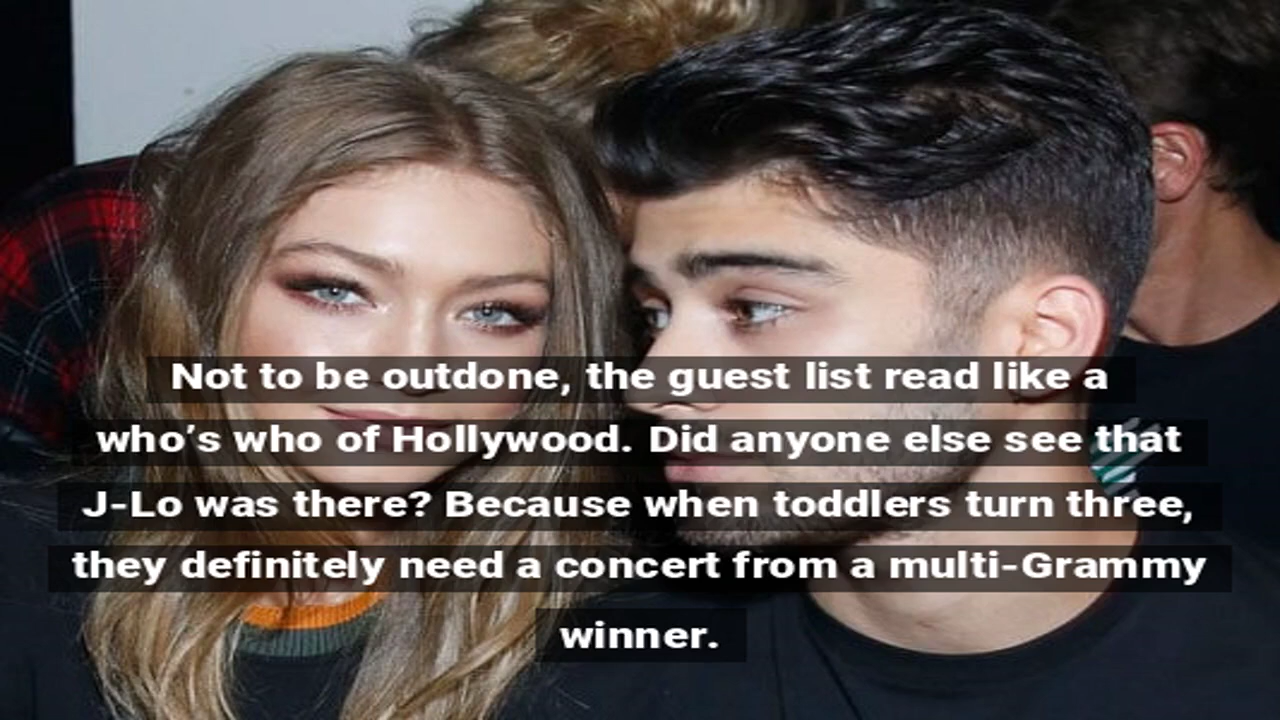 Not to be outdone, the guest list read like a
who's who of Hollywood. Did anyone else see that
J-Lo was there? Because when toddlers turn three,
they definitely need a concert from a multi-Grammy
winner.